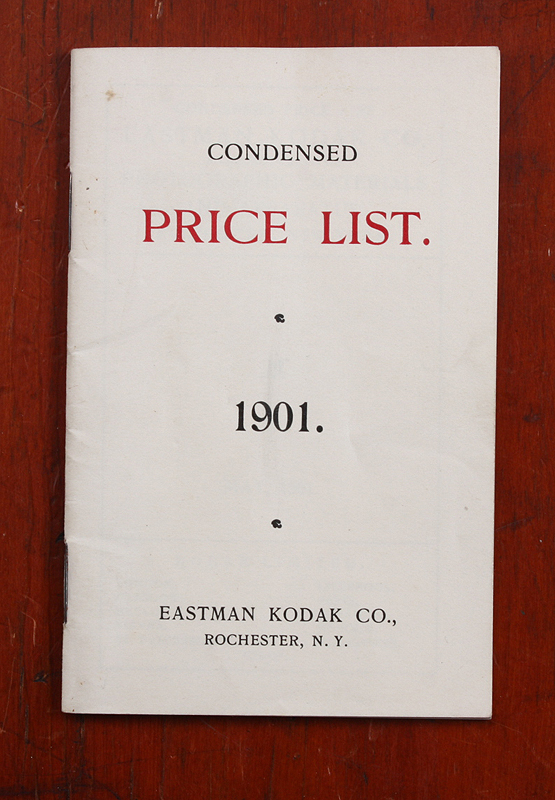 CONDENSED
PRICE LIST.
1901.
EASTMAN KODAK CO.,
ROCHESTER, N. Y.